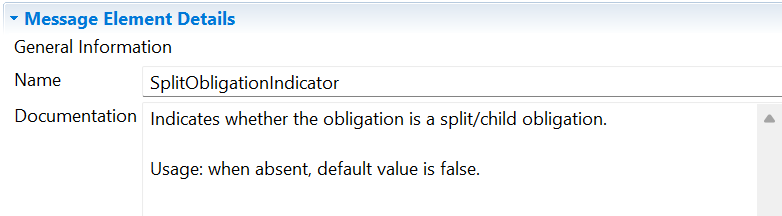 Message Element Details
General Information
Name SplitObligationIndicator
Documentation Indicates whether the obligation is a split/child obligation.
Usage: when absent, default value is false.